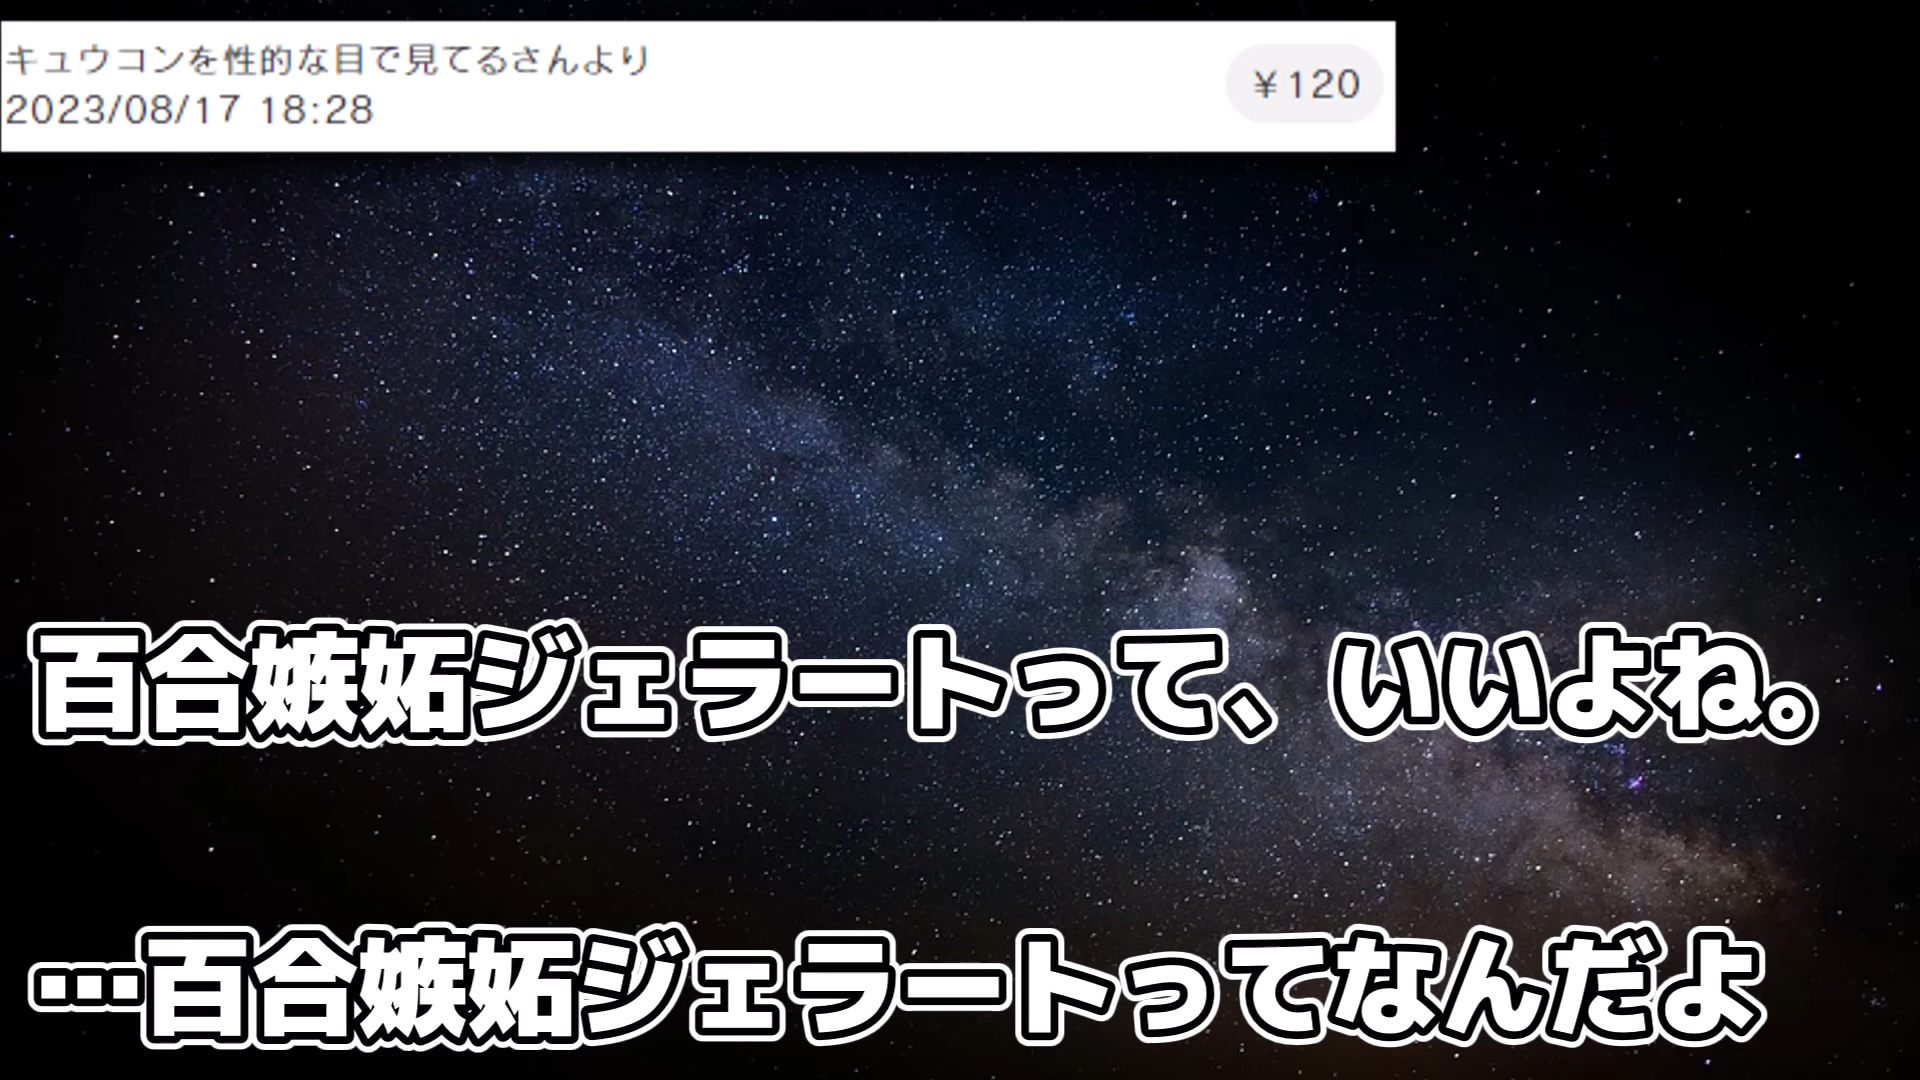 キュウコンを性的な目で見てるさんより
2023/08/17 18:28
¥120
百合嫉妬ジェラートって、いいよね。
…百合嫉妬ジェラートってなんだよ